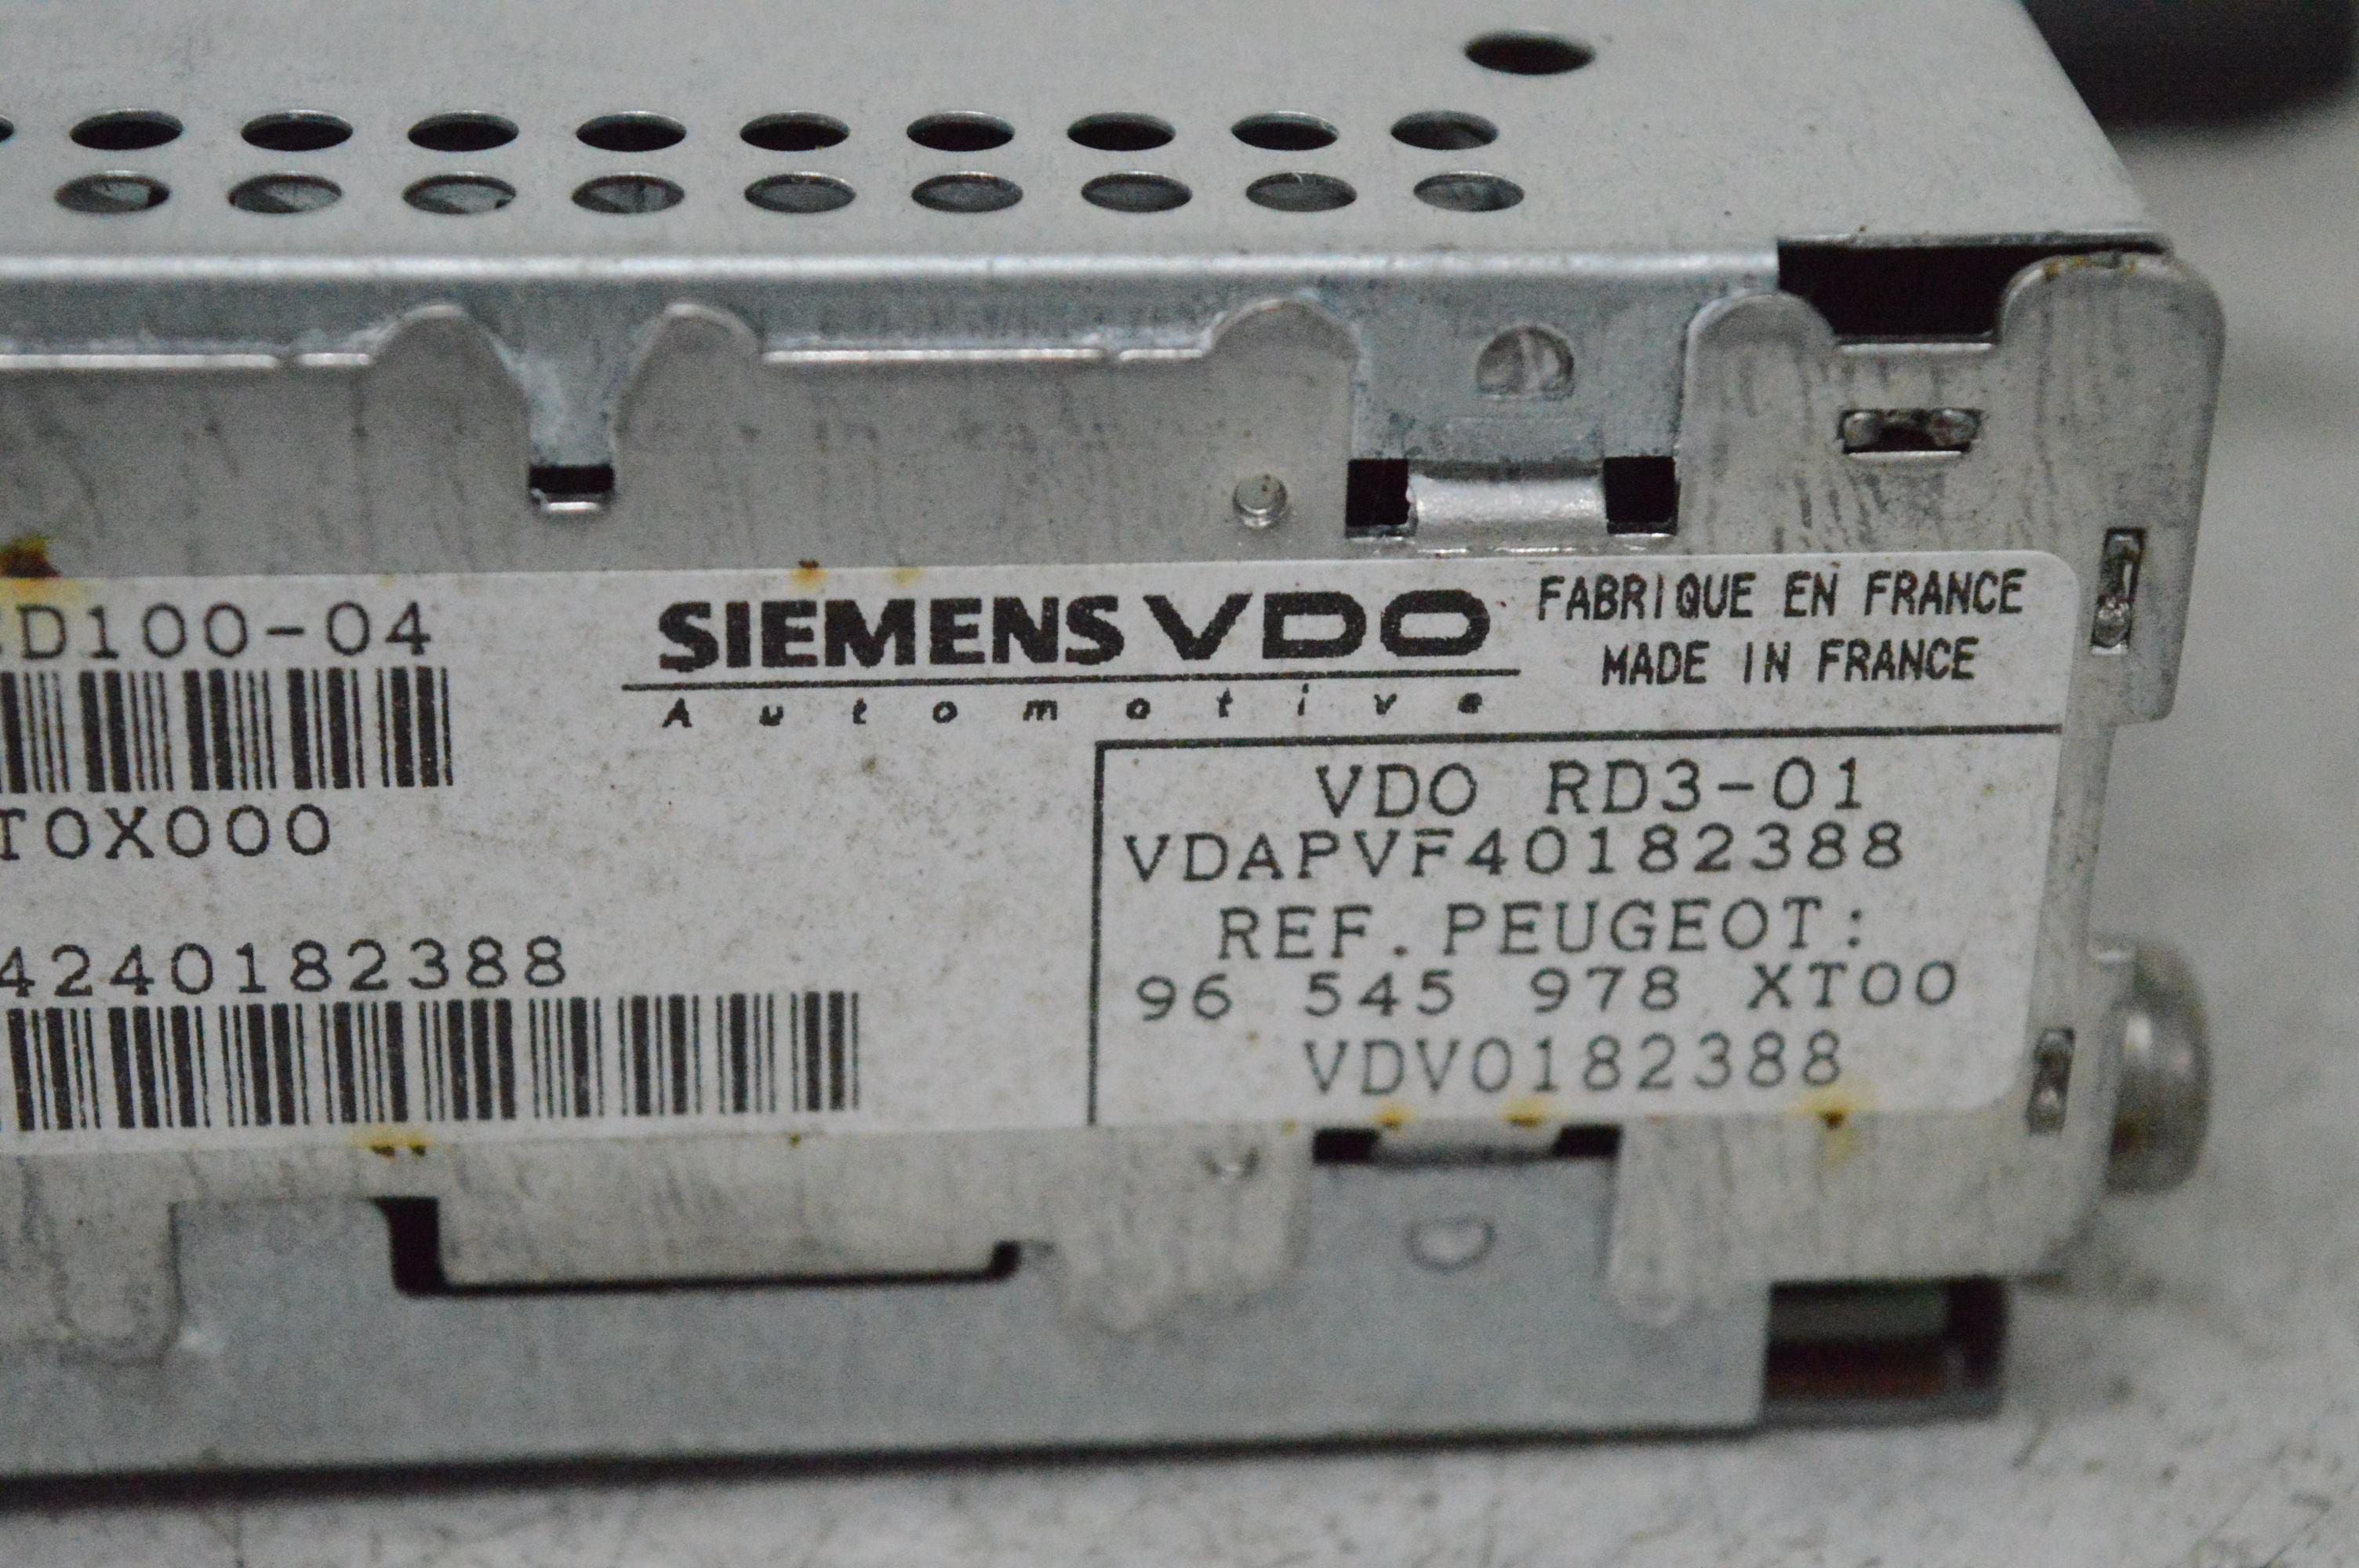 D100-04
T0X000
4240182388
SIEMENS VDO
Automotive
FABRIQUE EN FRANCE
MADE IN FRANCE
VDO RD3-01
VDAPVF40182388
REF.PEUGEOT:
96 545 978 XT00
VDV0182388